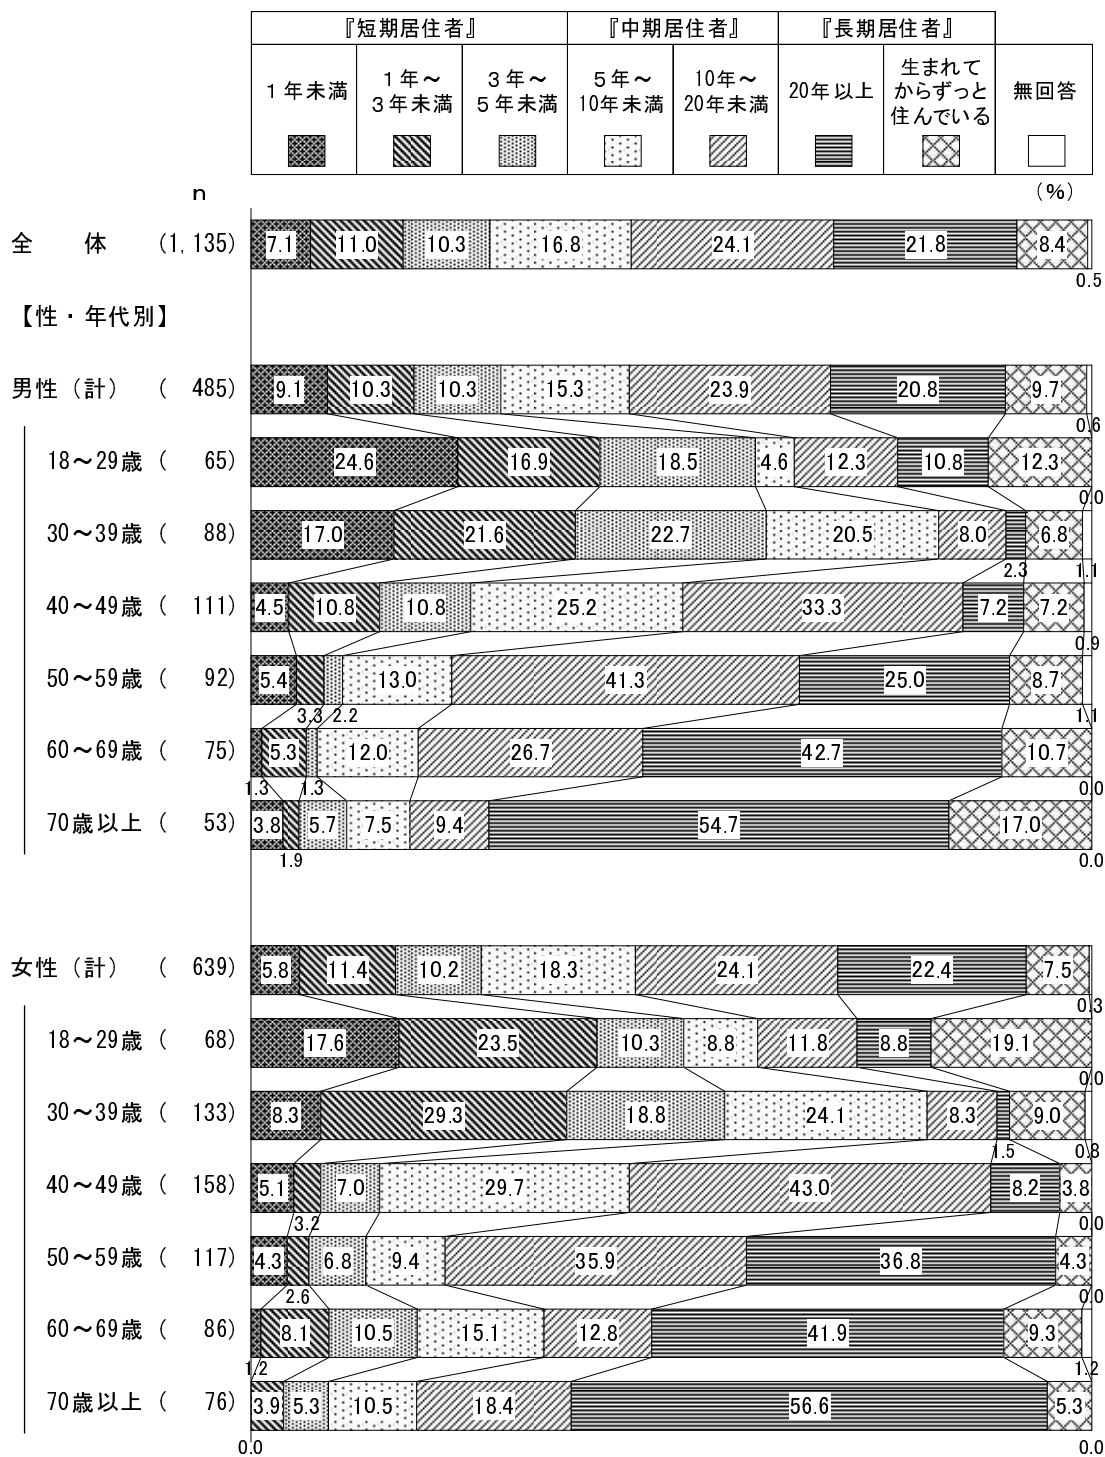 『短期居住者』 『中期居住者』 『長期居住者』
１年未満 １年～３年未満 ３年～５年未満 ５年～10年未満 10年～20年未満 20年以上 生まれてからずっと住んでいる 無回答
n （％）
全　体 （1,135） 7.1 11.0 10.3 16.8 24.1 21.8 8.4
0.5
【性・年代別】
男性（計） （ 485） 9.1 10.3 10.3 15.3 23.9 20.8 9.7
0.6
18～29歳 （ 65） 24.6 16.9 18.5 4.6 12.3 10.8 12.3
0.0
30～39歳 （ 88） 17.0 21.6 22.7 20.5 8.0 6.8
2.3 1.1
40～49歳 （ 111） 4.5 10.8 10.8 25.2 33.3 7.2 7.2
0.9
50～59歳 （ 92） 5.4 13.0 41.3 25.0 8.7
3.3 2.2 1.1
60～69歳 （ 75） 5.3 12.0 26.7 42.7 10.7
1.3 1.3 0.0
70歳以上 （ 53） 3.8 5.7 7.5 9.4 54.7 17.0
1.9 0.0
女性（計） （ 639） 5.8 11.4 10.2 18.3 24.1 22.4 7.5
0.3
18～29歳 （ 68） 17.6 23.5 10.3 8.8 11.8 8.8 19.1
0.0
30～39歳 （ 133） 8.3 29.3 18.8 24.1 8.3 9.0
1.5 0.8
40～49歳 （ 158） 5.1 7.0 29.7 43.0 8.2 3.8
3.2 0.0
50～59歳 （ 117） 4.3 6.8 9.4 35.9 36.8 4.3
2.6 0.0
60～69歳 （ 86） 8.1 10.5 15.1 12.8 41.9 9.3
1.2 1.2
70歳以上 （ 76） 3.9 5.3 10.5 18.4 56.6 5.3
0.0 0.0